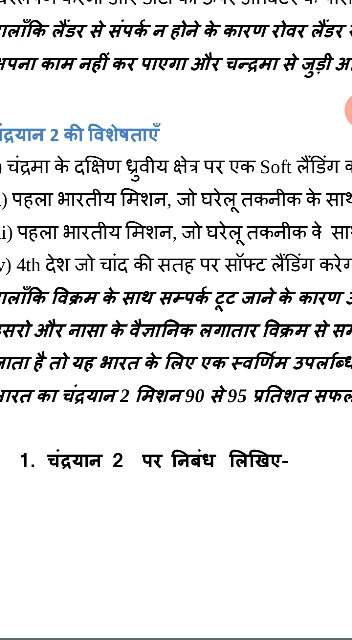 लाँकि लैंडर से संपर्क न होने के कारण रोवर लैंडर
अपना काम नहीं कर पाएगा और चन्द्रमा से जुड़ी
चंद्रयान 2 की विशेषताएँ
) चंद्रमा के दक्षिण ध्रुवीय क्षेत्र पर एक Soft लैंडिंग
) पहला भारतीय मिशन, जो घरेलू तकनीक के
i) पहला भारतीय मिशन, जो घरेलू तकनीक के
v) 4th देश जो चांद की सतह पर सॉफ्ट लैंडिंग
लाँकि विक्रम के साथ सम्पर्क टूट जाने के कारण
इसरो और नासा के वैज्ञानिक लगातार विक्रम से
जाता है तो यह भारत के लिए एक स्वर्णिम
भारत का चंद्रयान 2 मिशन 90 से 95 प्रतिशत
1. चंद्रयान 2 पर निबंध लिखिए-